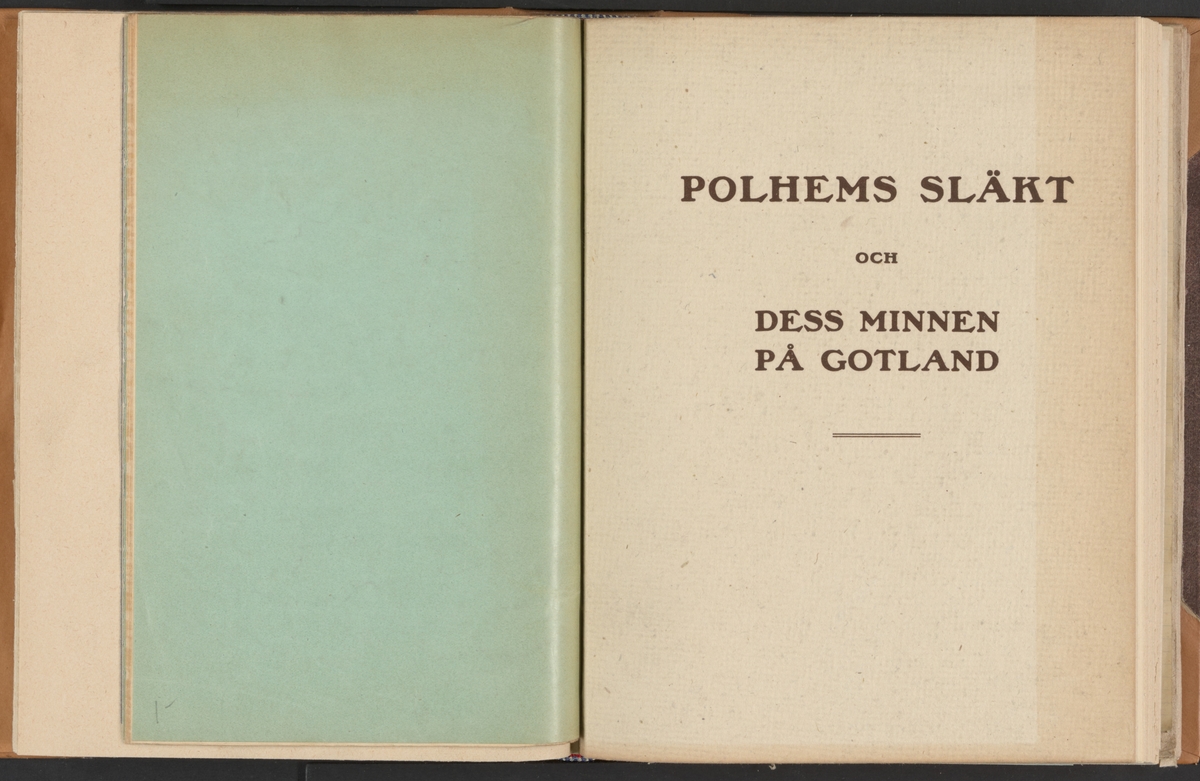 POLHEMS SLÄKT
OCH
DESS MINNEN
PÅ GOTLAND